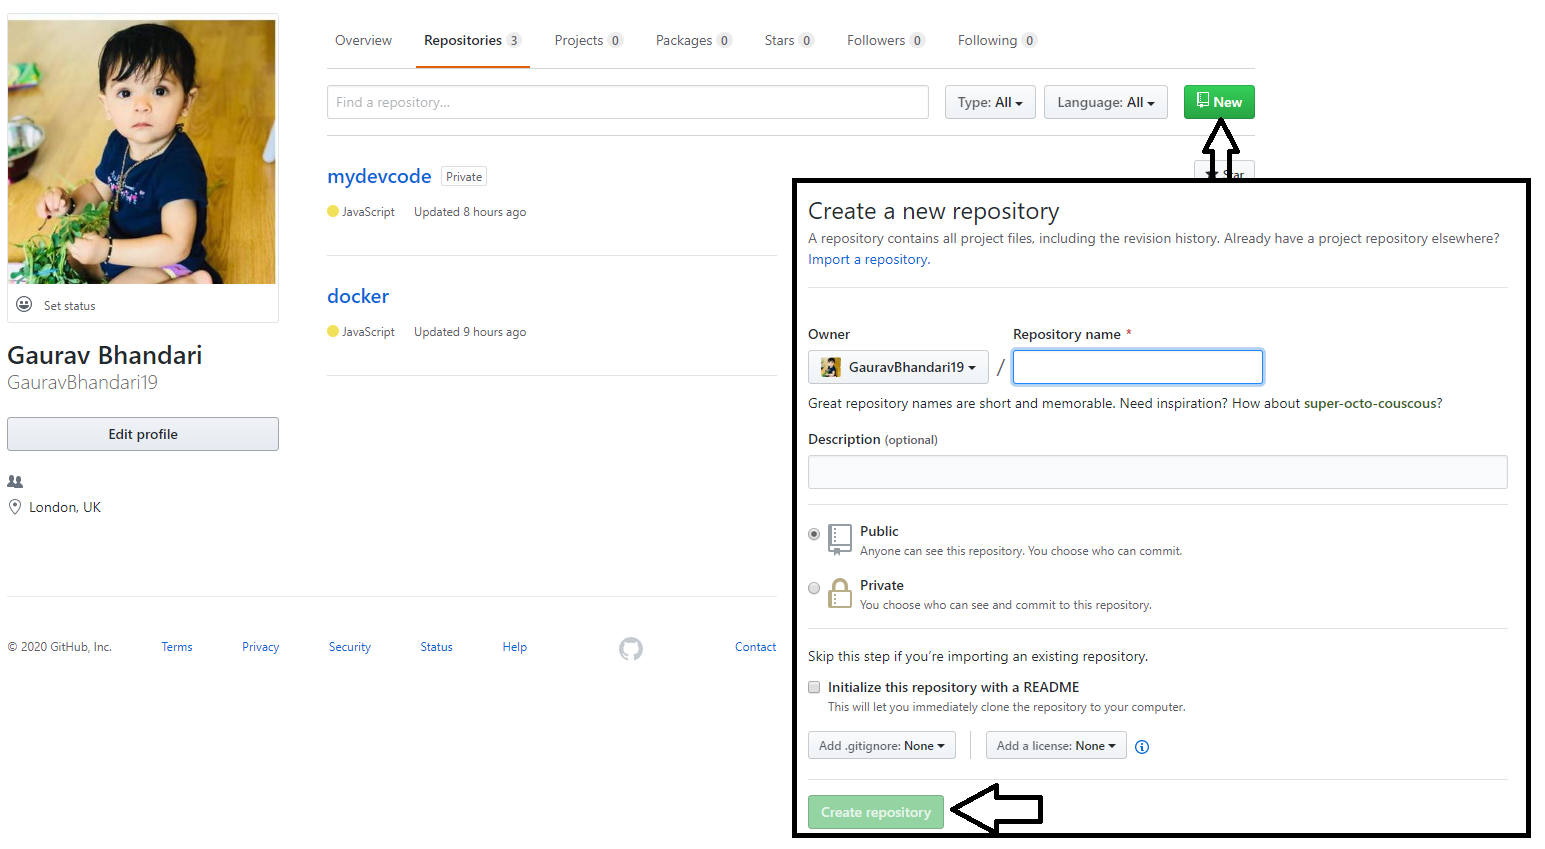 Overview Repositories 3 Projects 0 Packages 0 Stars 0 Followers 0 Following 0
Find a repository... Type: All Language: All New
mydevcode Private
JavaScript Updated 8 hours ago
docker
JavaScript Updated 9 hours ago
Set status
Gaurav Bhandari
GauravBhandari19
Edit profile
London, UK
© 2020 GitHub, Inc. Terms Privacy Security Status Help Contact
Create a new repository
A repository contains all project files, including the revision history. Already have a project repository elsewhere?
Import a repository.
Owner Repository name *
GauravBhandari19 /
Great repository names are short and memorable. Need inspiration? How about super-octo-couscous?
Description (optional)
Public
Anyone can see this repository. You choose who can commit.
Private
You choose who can see and commit to this repository.
Skip this step if you’re importing an existing repository.
Initialize this repository with a README
This will let you immediately clone the repository to your computer.
Add .gitignore: None Add a license: None
Create repository